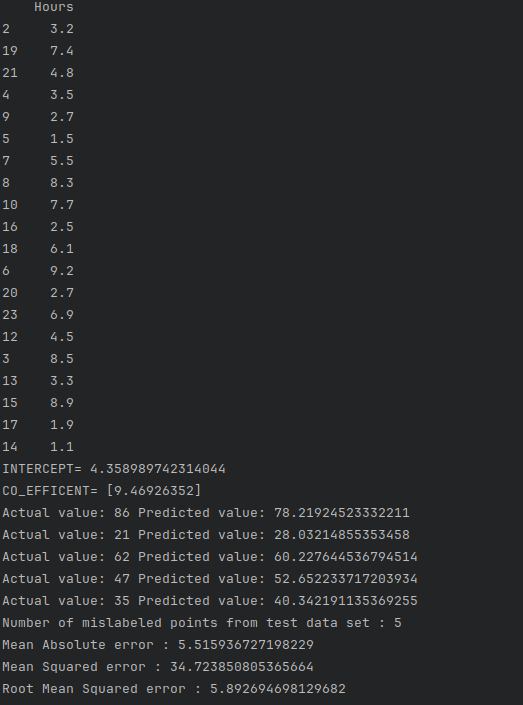 Hours
2 3.2
19 7.4
21 4.8
4 3.5
9 2.7
5 1.5
7 5.5
8 8.3
10 7.7
16 2.5
18 6.1
6 9.2
20 2.7
23 6.9
12 4.5
3 8.5
13 3.3
15 8.9
17 1.9
14 1.1
INTERCEPT= 4.358989742314044
CO_EFFICENT= [9.46926352]
Actual value: 86 Predicted value: 78.21924523332211
Actual value: 21 Predicted value: 28.03214855353458
Actual value: 62 Predicted value: 60.227644536794514
Actual value: 47 Predicted value: 52.652233717203934
Actual value: 35 Predicted value: 40.342191135369255
Number of mislabeled points from test data set : 5
Mean Absolute error : 5.515936727198229
Mean Squared error : 34.723850805365664
Root Mean Squared error : 5.892694698129682